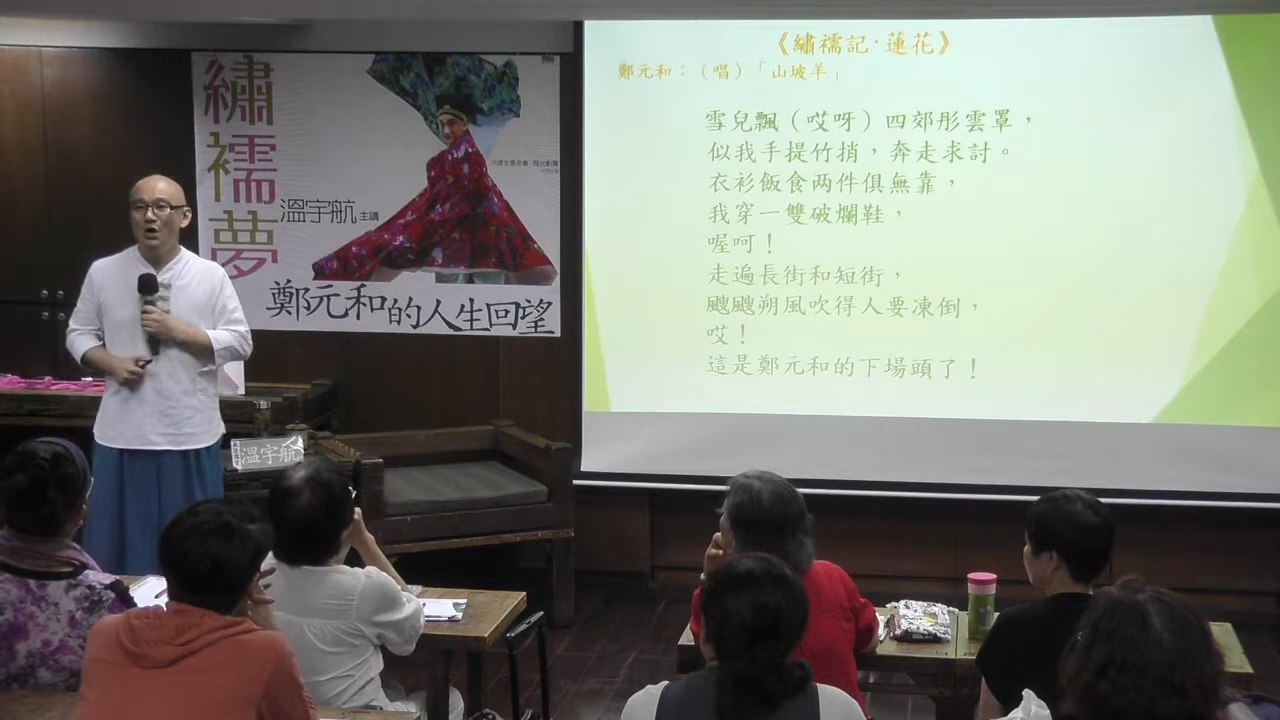 繡襦夢
溫宇航 主講
鄭元和的人生回望
溫宇航
《繡襦記·蓮花》
鄭元和：（唱）「山坡羊」
雪兒飄（哎呀）四郊彤雲罩，
似我手提竹捎，奔走求討。
衣衫飯食两件俱無靠，
我穿一雙破爛鞋，
喔呵！
走遍長街和短街，
颼颼朔風吹得人要凍倒，
哎！
這是鄭元和的下場頭了！